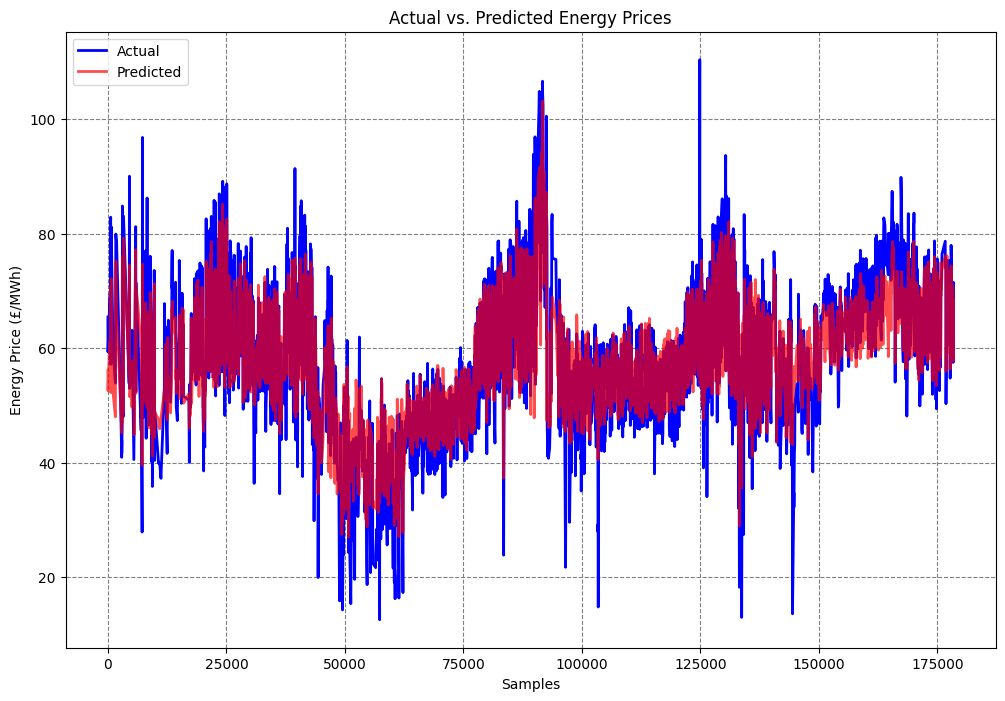 Actual vs. Predicted Energy Prices
Actual
Predicted
Energy Price (£/MWh)
100
80
60
40
20
0 25000 50000 75000 100000 125000 150000 175000
Samples